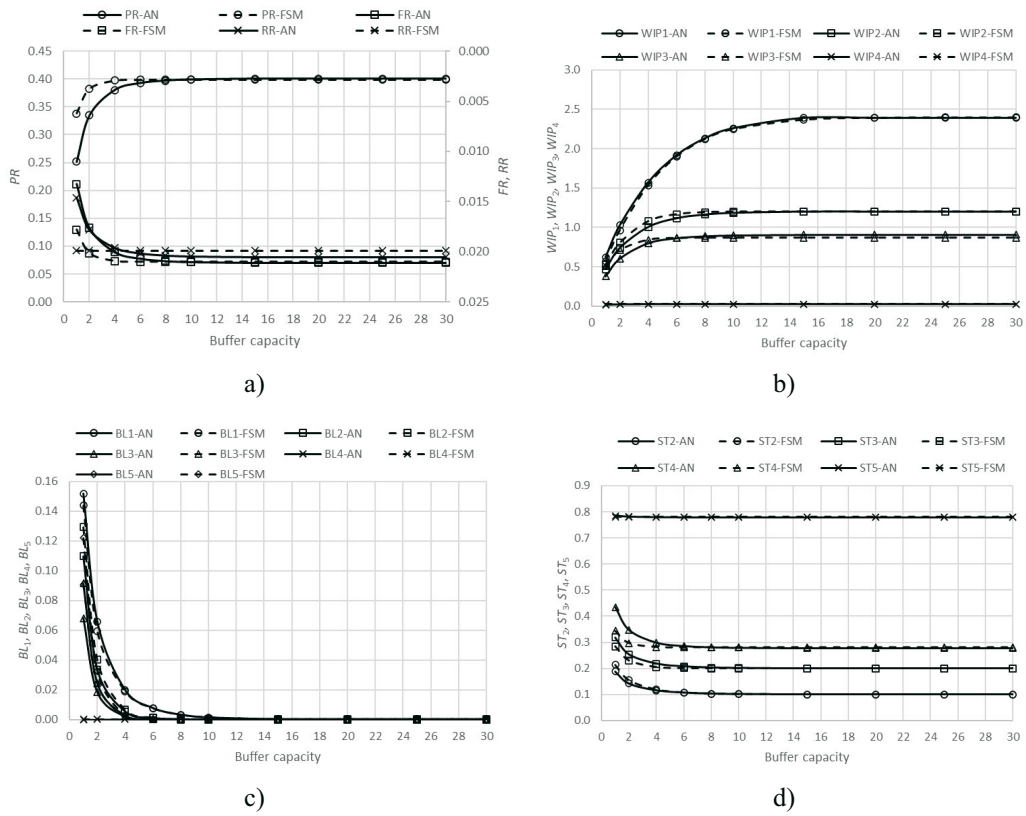 PR-AN PR-FSM FR-AN
FR-FSM RR-AN RR-FSM
0.45 0.000
0.40
0.35 0.005
0.30
0.25 0.010
0.20
0.15 0.015
0.10 0.020
0.05
0.00 0.025
PR
FR, RR
0 2 4 6 8 10 12 14 16 18 20 22 24 26 28 30
Buffer capacity
a)
WIP1-AN WIP1-FSM WIP2-AN WIP2-FSM
WIP3-AN WIP3-FSM WIP4-AN WIP4-FSM
3.0
2.5
2.0
1.5
1.0
0.5
0.0
WIP1, WIP2, WIP3, WIP4
0 2 4 6 8 10 12 14 16 18 20 22 24 26 28 30
Buffer capacity
b)
BL1-AN BL1-FSM BL2-AN BL2-FSM
BL3-AN BL3-FSM BL4-AN BL4-FSM
BL5-AN BL5-FSM
0.16
0.14
0.12
0.10
0.08
0.06
0.04
0.02
0.00
BL1, BL2, BL3, BL4, BL5
0 2 4 6 8 10 12 14 16 18 20 22 24 26 28 30
Buffer capacity
c)
ST2-AN ST2-FSM ST3-AN ST3-FSM
ST4-AN ST4-FSM ST5-AN ST5-FSM
0.9
0.8
0.7
0.6
0.5
0.4
0.3
0.2
0.1
0.0
ST2, ST3, ST4, ST5
0 2 4 6 8 10 12 14 16 18 20 22 24 26 28 30
Buffer capacity
d)